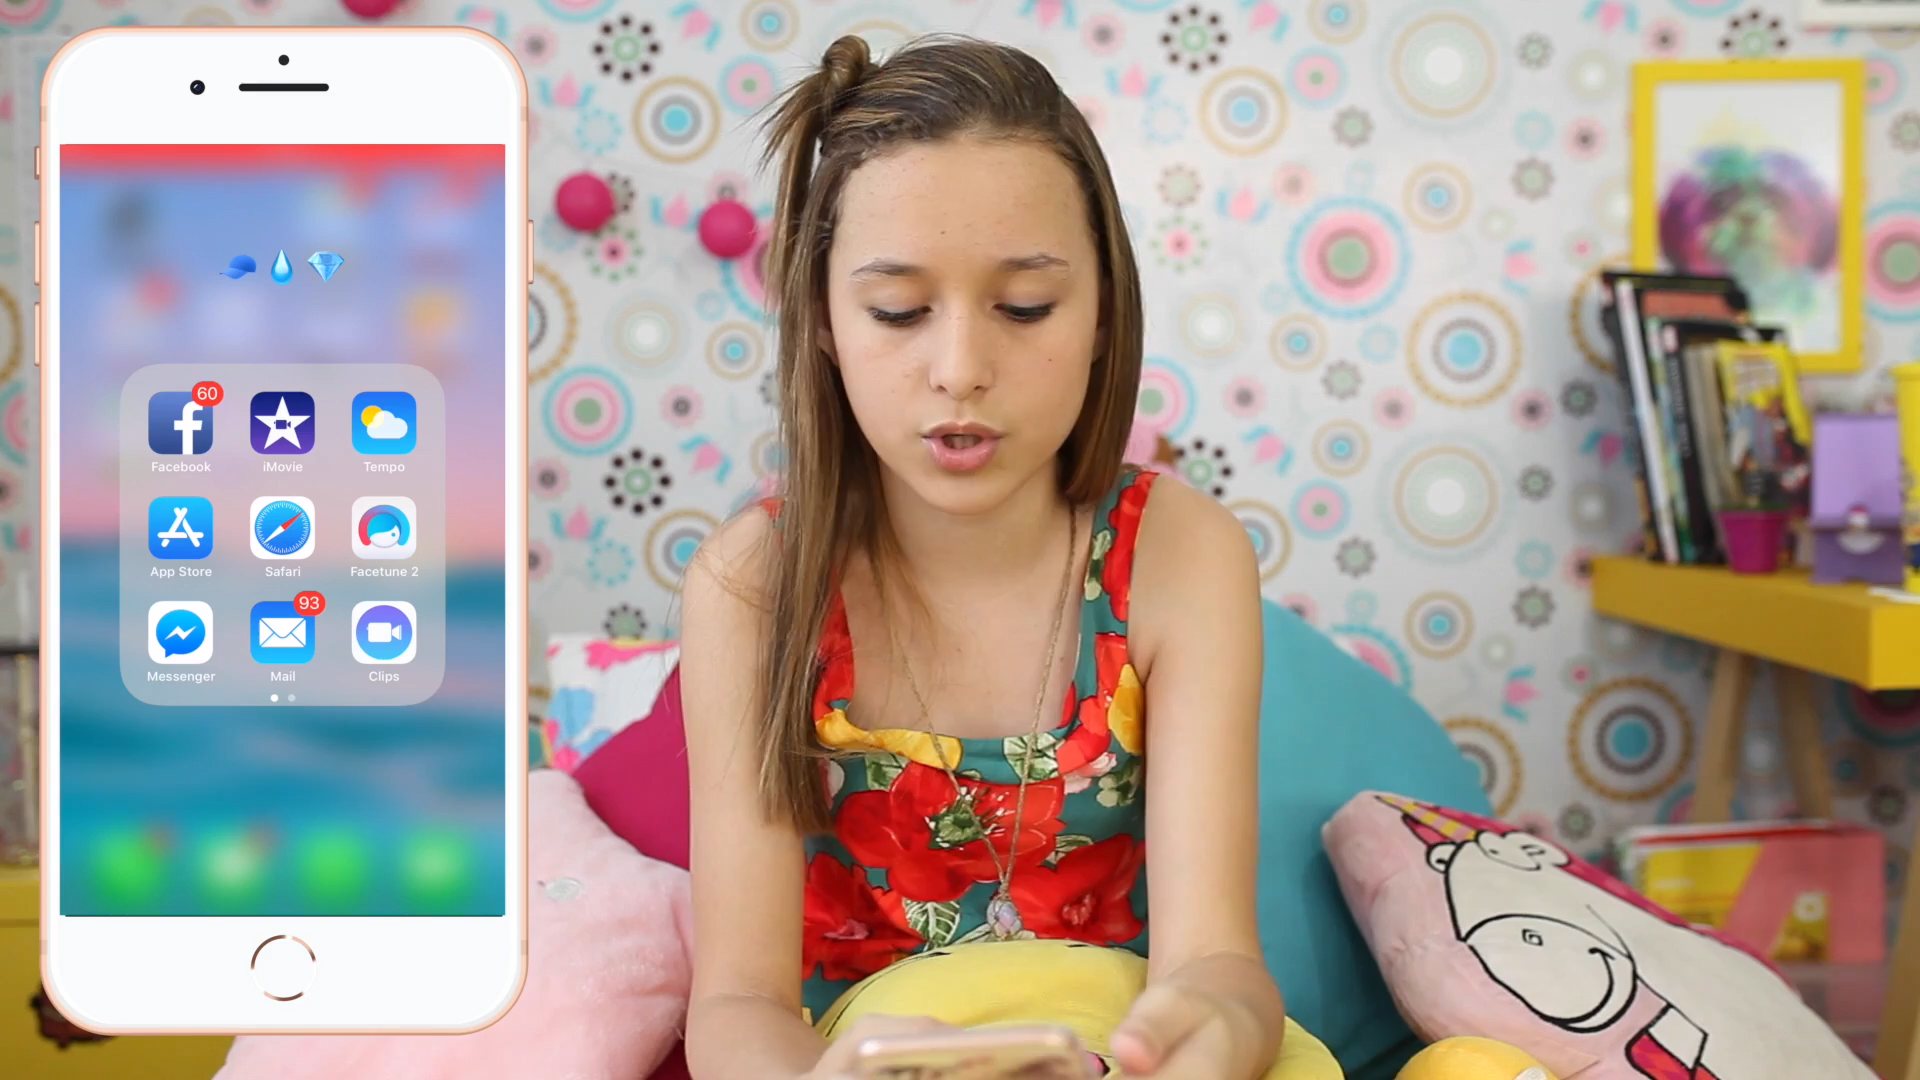 60
Facebook iMovie Tempo
App Store Safari Facetune 2
93
Messenger Mail Clips